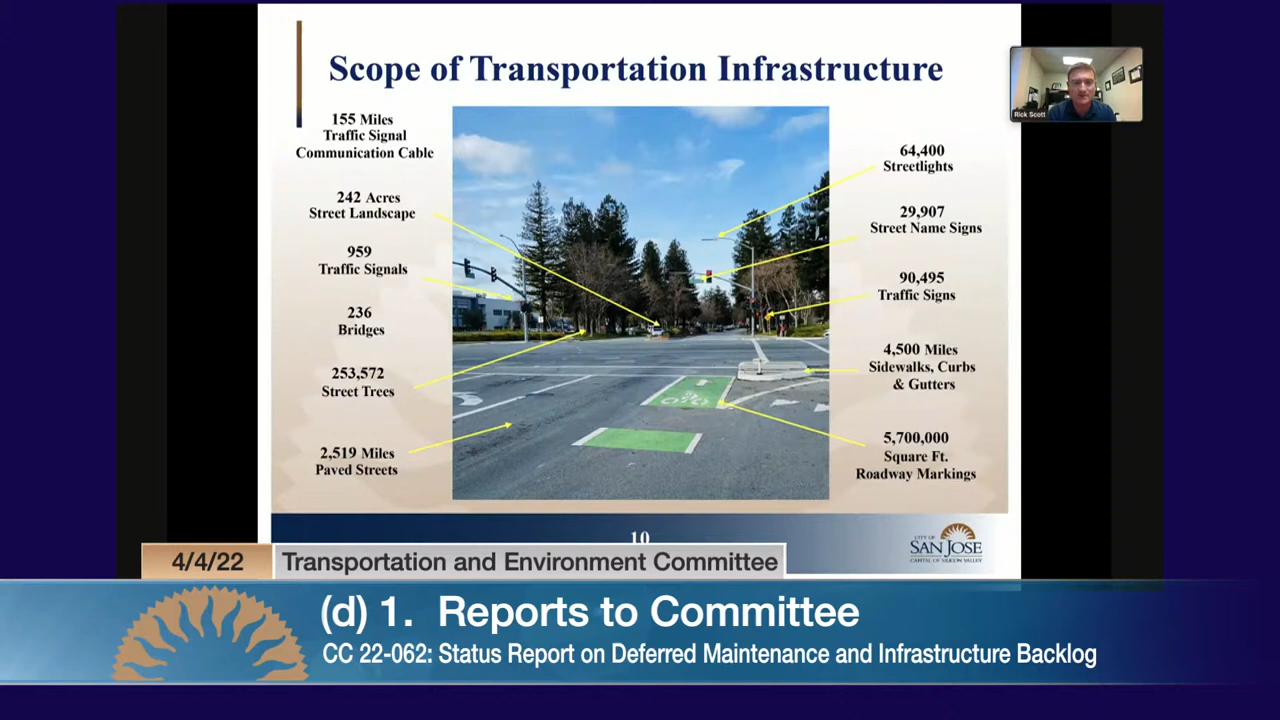 Scope of Transportation Infrastructure
155 Miles
Traffic Signal
Communication Cable
242 Acres
Street Landscape
959
Traffic Signals
236
Bridges
253,572
Street Trees
2,519 Miles
Paved Streets
64,400
Streetlights
29,907
Street Name Signs
90,495
Traffic Signs
4,500 Miles
Sidewalks, Curbs
& Gutters
5,700,000
Square Ft.
Roadway Markings
Rick Scott
10
CITY OF
SAN JOSE
CAPITAL OF SILICON VALLEY
4/4/22
Transportation and Environment Committee
(d) 1. Reports to Committee
CC 22-062: Status Report on Deferred Maintenance and Infrastructure Backlog